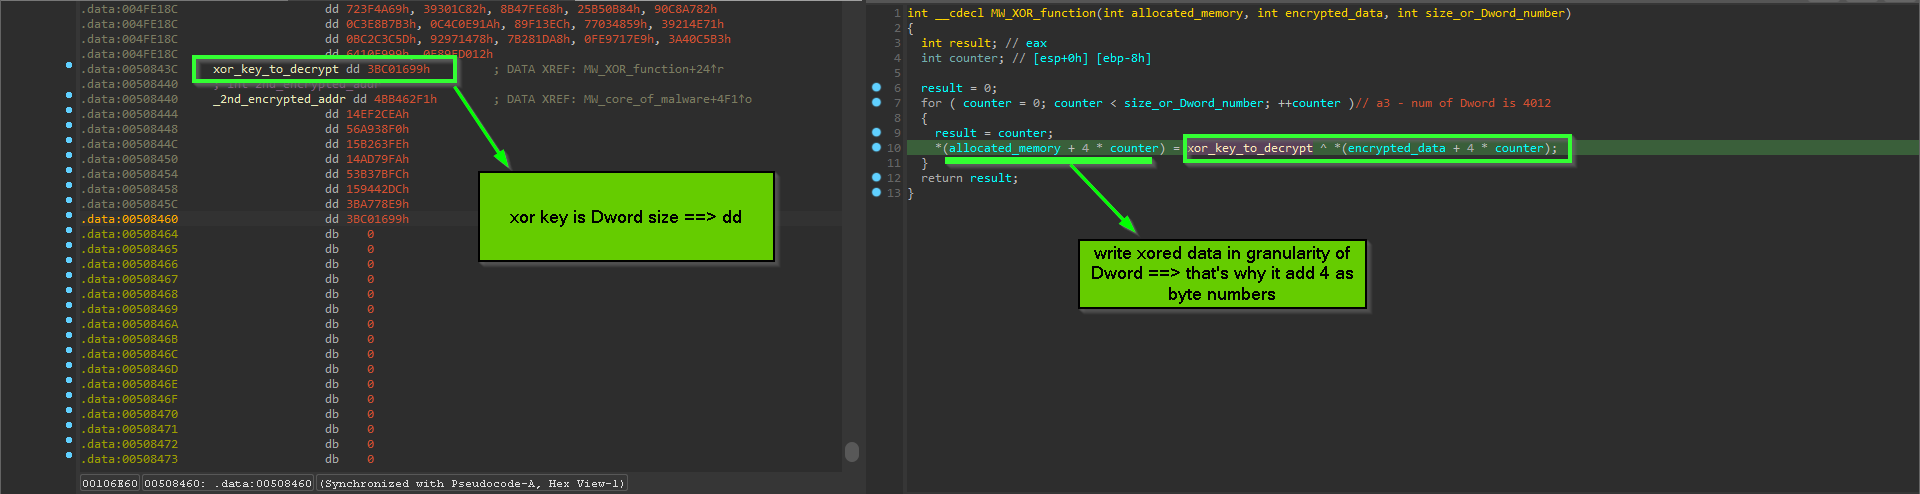 .data:004FE18C dd 723F4A69h, 39301C82h, 8B47FE68h, 25B50B84h, 90C8A782h
.data:004FE18C dd 0C3E8B7B3h, 0C4C0E91Ah, 89F13ECh, 77034859h, 39214E71h
.data:004FE18C dd 0BC2C3C5Dh, 92971478h, 7B281DA8h, 0FE9717E9h, 3A40C5B3h
.data:004FE18C
.data:0050843C xor_key_to_decrypt dd 3BC01699h ; DATA XREF: MW_XOR_function+24↑r
.data:00508440 ; int 2nd_encrypted_addr
.data:00508440 _2nd_encrypted_addr dd 4BB462F1h ; DATA XREF: MW_core_of_malware+4F1↑o
.data:00508444 dd 14EF2CEAh
.data:00508448 dd 56A938F0h
.data:0050844C dd 15B263FEh
.data:00508450 dd 14AD79FAh
.data:00508454 dd 53B37BFCh
.data:00508458 dd 159442DCh
.data:0050845C dd 3BA778E9h
.data:00508460 dd 3BC01699h
.data:00508464 db 0
.data:00508465 db 0
.data:00508466 db 0
.data:00508467 db 0
.data:00508468 db 0
.data:00508469 db 0
.data:0050846A db 0
.data:0050846B db 0
.data:0050846C db 0
.data:0050846D db 0
.data:0050846E db 0
.data:0050846F db 0
.data:00508470 db 0
.data:00508471 db 0
.data:00508472 db 0
.data:00508473 db 0
xor key is Dword size ==> dd
00106E60 00508460: .data:00508460 (Synchronized with Pseudocode-A, Hex View-1)
1 int __cdecl MW_XOR_function(int allocated_memory, int encrypted_data, int size_or_Dword_number)
2 {
3 int result; // eax
4 int counter; // [esp+0h] [ebp-8h]
5
6 result = 0;
7 for ( counter = 0; counter < size_or_Dword_number; ++counter )// a3 - num of Dword is 4012
8 {
9 result = counter;
10 *(allocated_memory + 4 * counter) = xor_key_to_decrypt ^ *(encrypted_data + 4 * counter);
11 }
12 return result;
13 }
write xored data in granularity of
Dword ==> that's why it add 4 as
byte numbers